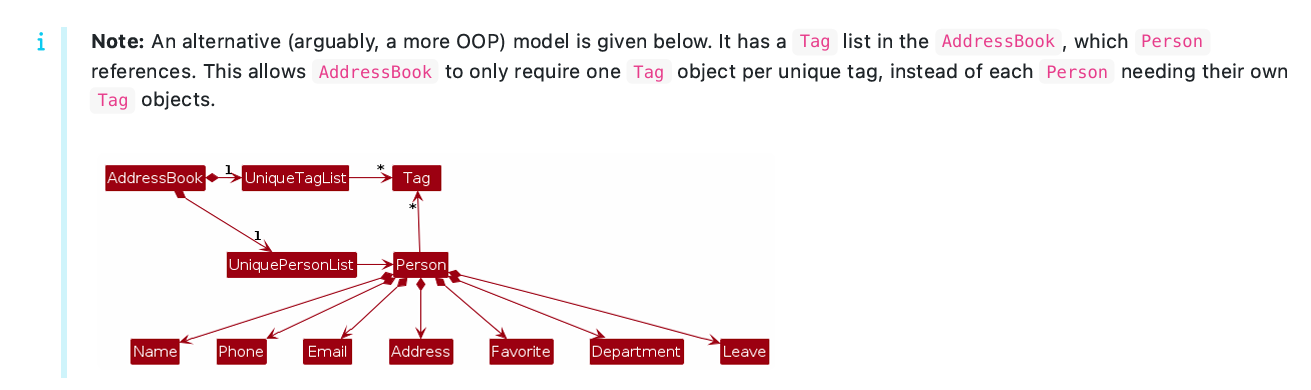 i
Note: An alternative (arguably, a more OOP) model is given below. It has a Tag list in the AddressBook, which Person
references. This allows AddressBook to only require one Tag object per unique tag, instead of each Person needing their own
Tag objects.
AddressBook 1 UniqueTagList * Tag
*
1
UniquePersonList Person
Name Phone Email Address Favorite Department Leave